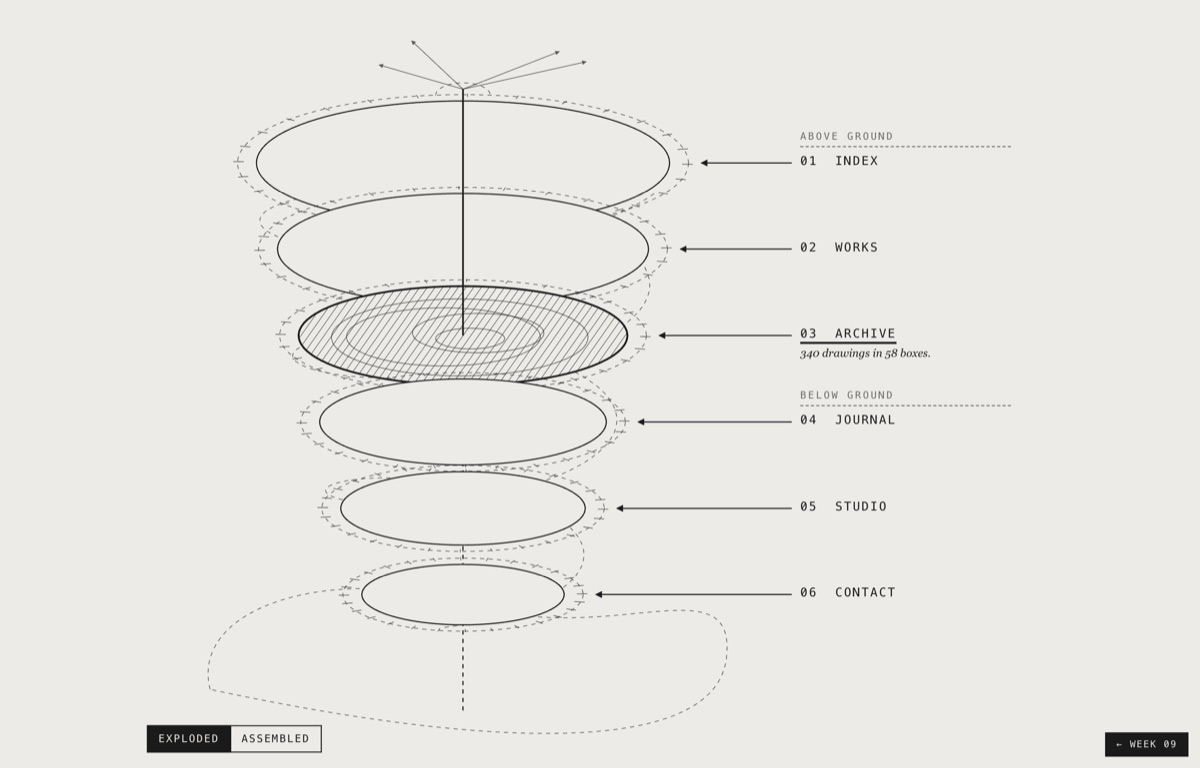 ABOVE GROUND
01 INDEX
02 WORKS
03 ARCHIVE
340 drawings in 58 boxes.
BELOW GROUND
04 JOURNAL
05 STUDIO
06 CONTACT
EXPLODED ASSEMBLED
← WEEK 09